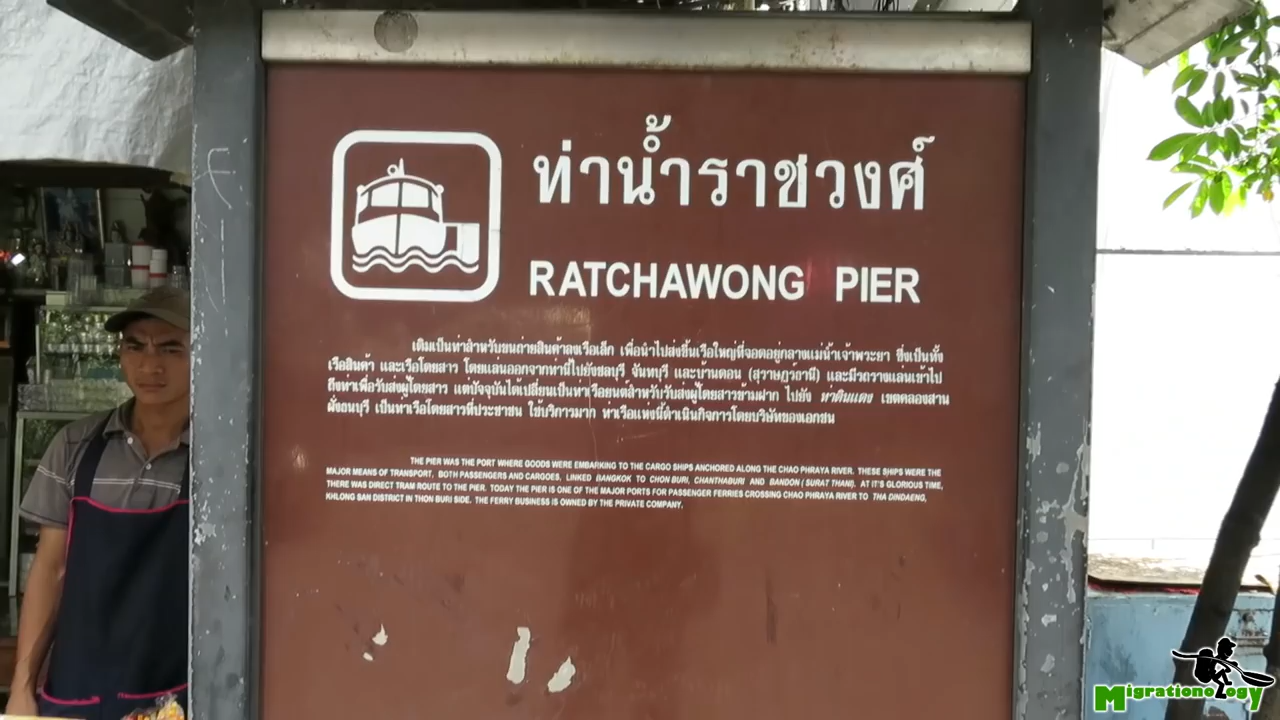 ท่าน้ำราชวงศ์
RATCHAWONG PIER
เดิมเป็นท่าสำหรับขนถ่ายสินค้าลงเรือเล็ก เพื่อนำไปส่งขึ้นเรือใหญ่ที่จอดอยู่กลางแม่น้ำเจ้าพระยา ซึ่งเป็นทั้ง
เรือสินค้า และเรือโดยสาร โดยแล่นออกจากท่านี้ไปยังชลบุรี จันทบุรี และบ้านดอน (สุราษฎร์ธานี) และมีรถรางแล่นเข้าไป
ถึงท่าเพื่อรับส่งผู้โดยสาร แต่ปัจจุบันได้เปลี่ยนเป็นท่าเรือยนต์สำหรับรับส่งผู้โดยสารข้ามฝาก ไปยัง ท่าดินแดง เขตคลองสาน
ฝั่งธนบุรี เป็นท่าเรือโดยสารที่ประชาชน ใช้บริการมาก ท่าเรือแห่งนี้ดำเนินกิจการโดยบริษัทของเอกชน
THE PIER WAS THE PORT WHERE GOODS WERE EMBARKING TO THE CARGO SHIPS ANCHORED ALONG THE CHAO PHRAYA RIVER. THESE SHIPS WERE THE
MAJOR MEANS OF TRANSPORT, BOTH PASSENGERS AND CARGOES, LINKED BANGKOK TO CHON BURI, CHANTHABURI AND BANDON (SURAT THANI). AT IT'S GLORIOUS TIME,
THERE WAS DIRECT TRAM ROUTE TO THE PIER. TODAY THE PIER IS ONE OF THE MAJOR PORTS FOR PASSENGER FERRIES CROSSING CHAO PHRAYA RIVER TO THA DINDAENG,
KHLONG SAN DISTRICT IN THON BURI SIDE. THE FERRY BUSINESS IS OWNED BY THE PRIVATE COMPANY.
Migrationology